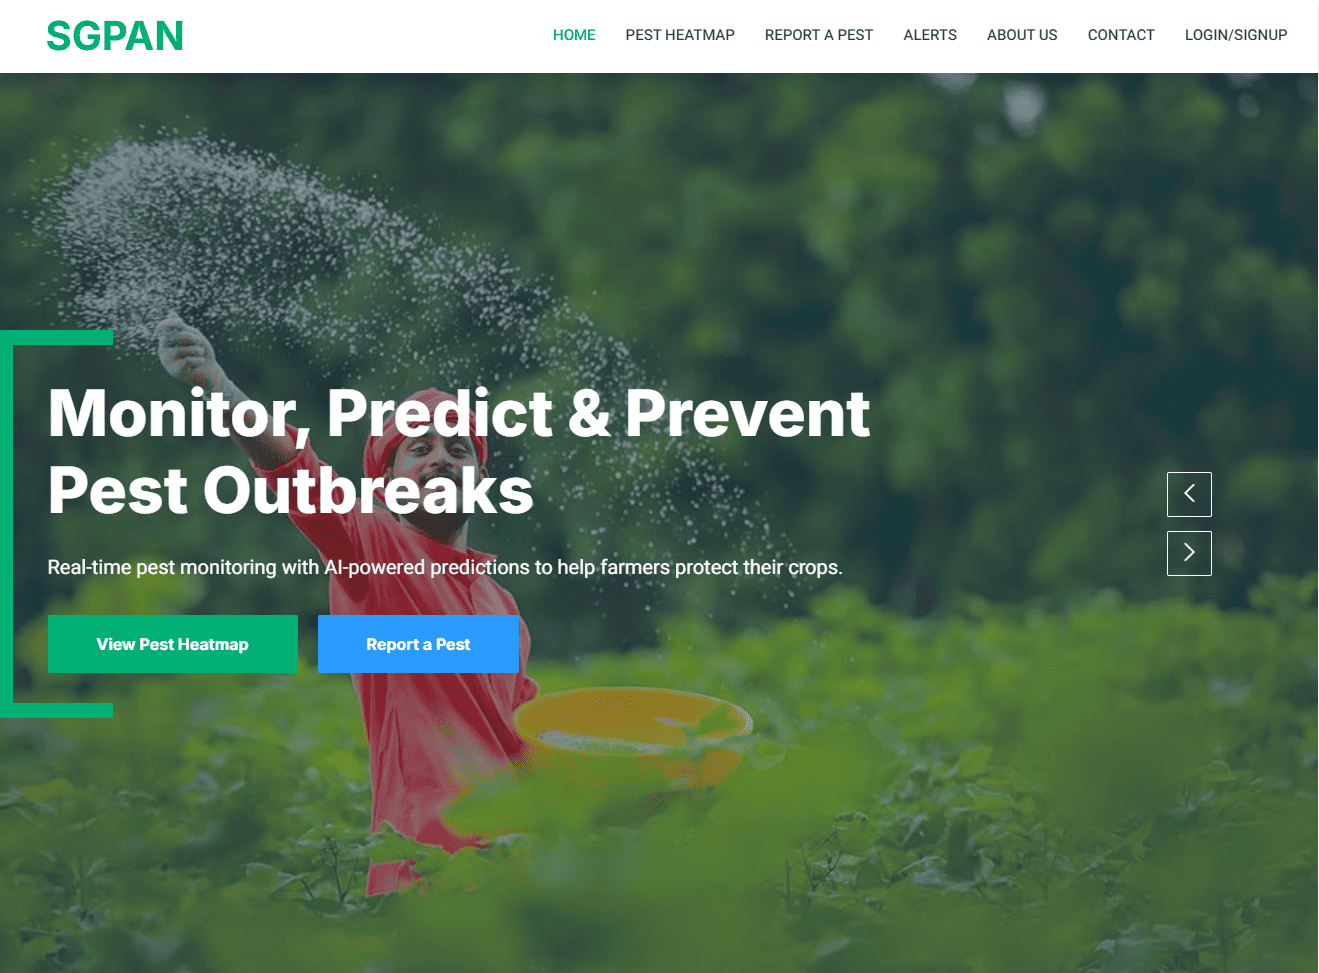 SGPAN
HOME PEST HEATMAP REPORT A PEST ALERTS ABOUT US CONTACT LOGIN/SIGNUP
Monitor, Predict & Prevent
Pest Outbreaks
Real-time pest monitoring with AI-powered predictions to help farmers protect their crops.
View Pest Heatmap Report a Pest